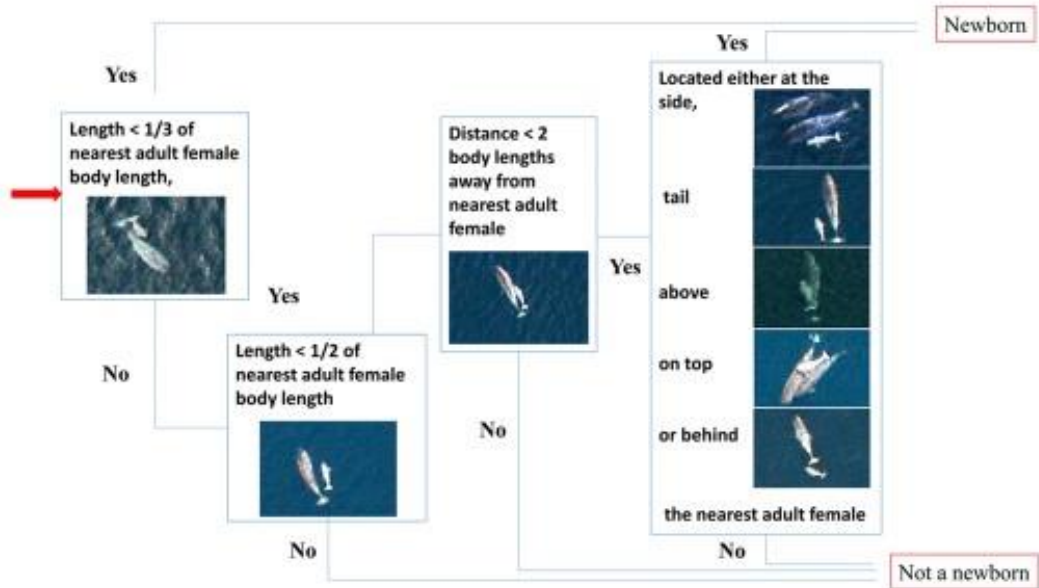 Newborn
Yes
Yes
Length < 1/3 of
nearest adult female
body length,
Distance < 2
body lengths
away from
nearest adult
female
Located either at the
side,
tail
above
on top
or behind
the nearest adult female
Yes
Yes
No
Length < 1/2 of
nearest adult female
body length
No
No
No
Not a newborn